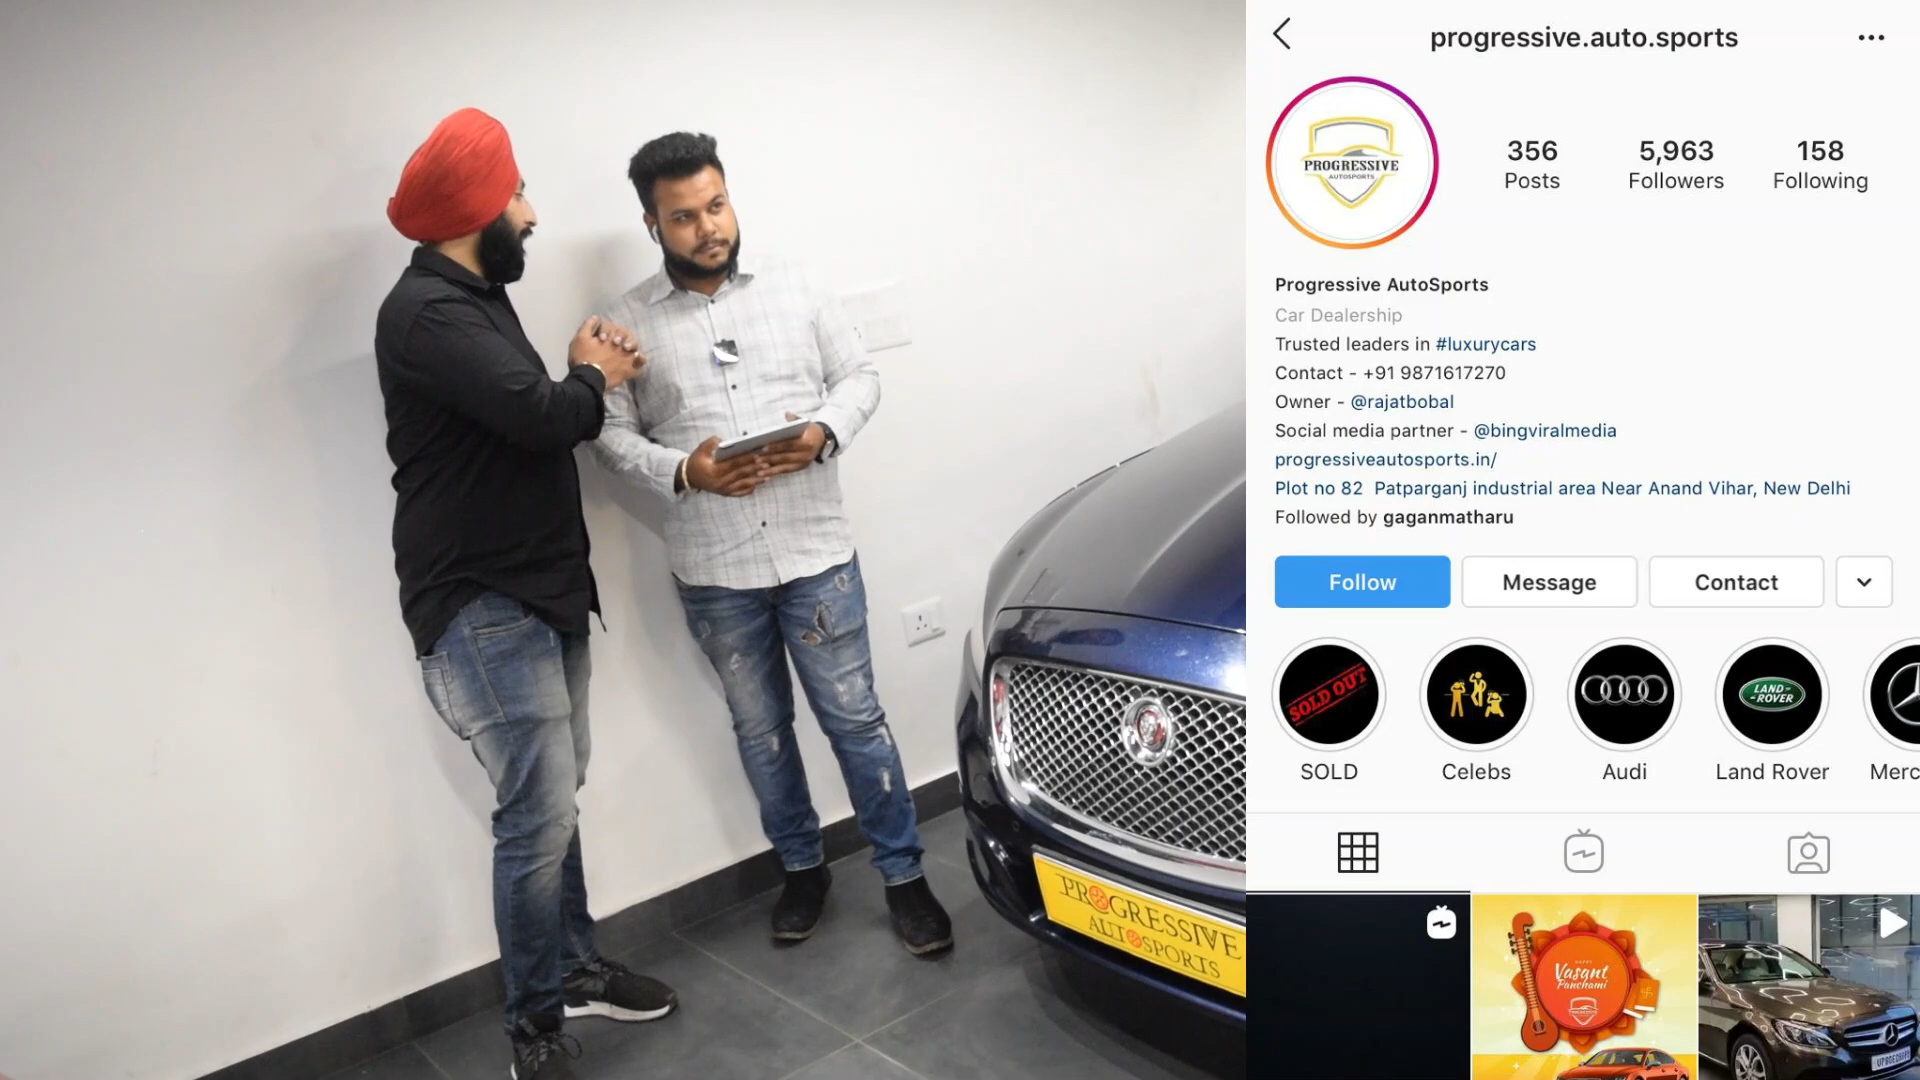 progressive.auto.sports
PROGRESSIVE
AUTOSPORTS
356
Posts
5,963
Followers
158
Following
Progressive AutoSports
Car Dealership
Trusted leaders in #luxurycars
Contact - +91 9871617270
Owner - @rajatbobal
Social media partner - @bingviralmedia
progressiveautosports.in/
Plot no 82 Patparganj industrial area Near Anand Vihar, New Delhi
Followed by gaganmatharu
Follow
Message
Contact
SOLD OUT
LAND-
-ROVER
SOLD
Celebs
Audi
Land Rover
Merc
PROGRESSIVE
AUTOSPORTS
HAPPY
Vasant
Panchami